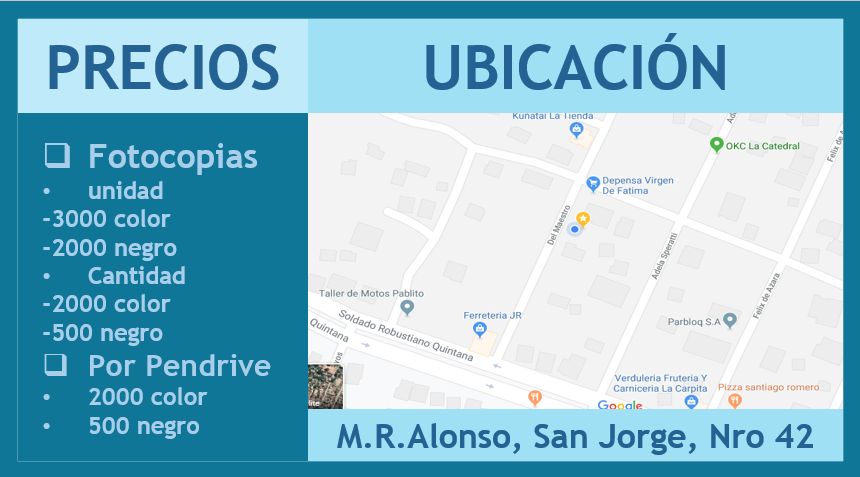 PRECIOS
UBICACIÓN
❑ Fotocopias
• unidad
-3000 color
-2000 negro
• Cantidad
-2000 color
-500 negro
❑ Por Pendrive
• 2000 color
• 500 negro
Kuñatai La Tienda
OKC La Catedral
Depensa Virgen
De Fatima
Del Maestro
Adela Speratti
Felix de Azara
Taller de Motos Pablito
Ferreteria JR
Soldado Robustiano Quintana
Quintana
Parbloq S.A
Verduleria Fruteria Y
Carniceria La Carpita
Pizza santiago romero
Google
M.R.Alonso, San Jorge, Nro 42